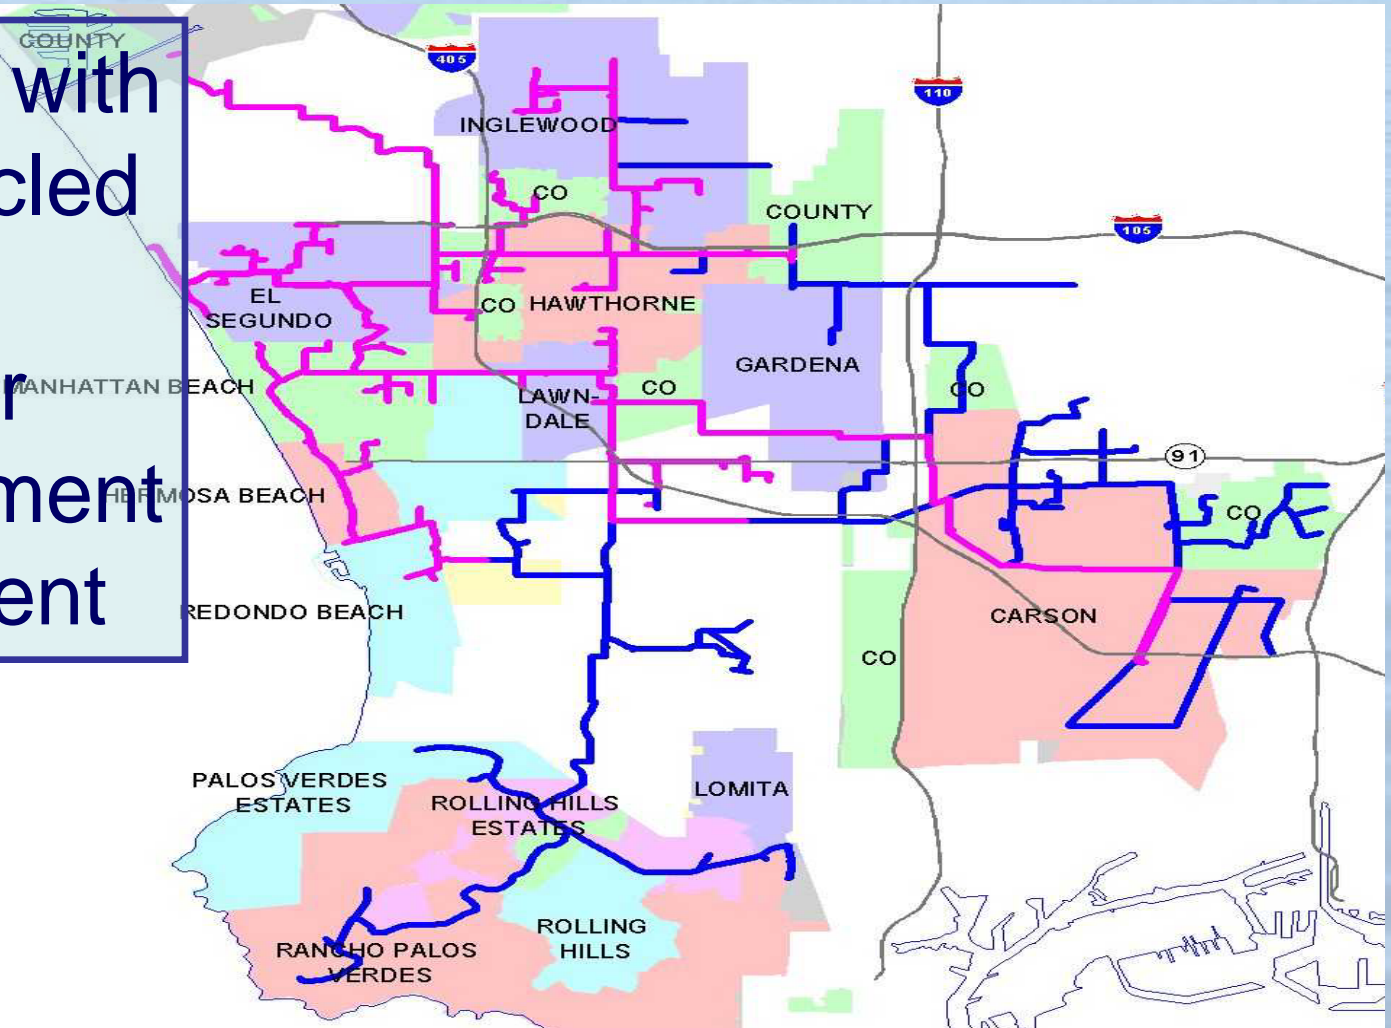 COUNTY
with
cled
r
ment
ent
405
110
INGLEWOOD
CO
COUNTY
105
EL
SEGUNDO
CO
HAWTHORNE
MANHATTAN BEACH
GARDENA
LAWN-
DALE
CO
CO
91
HERMOSA BEACH
CO
REDONDO BEACH
CARSON
CO
PALOS VERDES
ESTATES
ROLLING HILLS
ESTATES
LOMITA
ROLLING
HILLS
RANCHO PALOS
VERDES